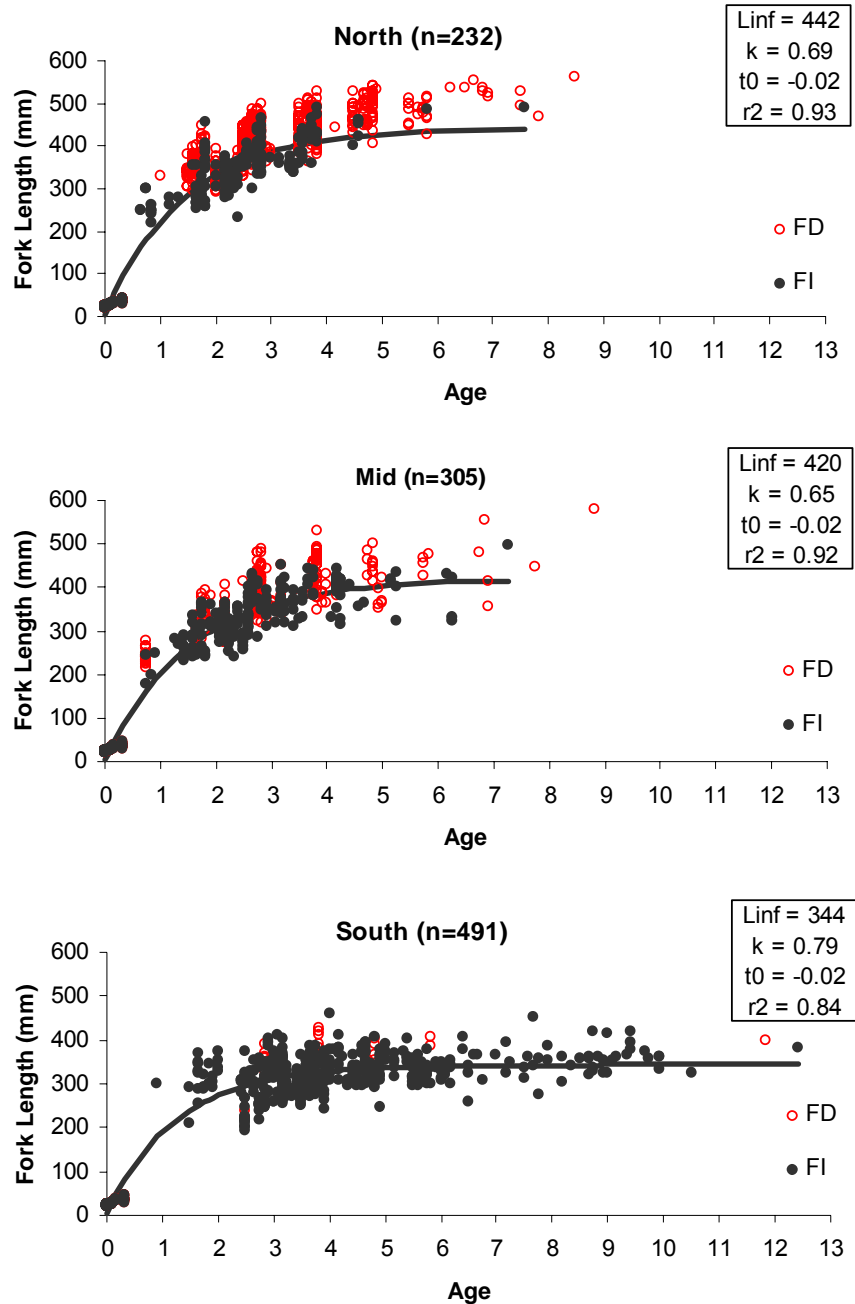 North (n=232)
Linf = 442
k = 0.69
t0 = -0.02
r2 = 0.93
600
500
400
300
200
100
0
Fork Length (mm)
FD
FI
0 1 2 3 4 5 6 7 8 9 10 11 12 13
Age
Mid (n=305)
Linf = 420
k = 0.65
t0 = -0.02
r2 = 0.92
600
500
400
300
200
100
0
Fork Length (mm)
FD
FI
0 1 2 3 4 5 6 7 8 9 10 11 12 13
Age
South (n=491)
Linf = 344
k = 0.79
t0 = -0.02
r2 = 0.84
600
500
400
300
200
100
0
Fork Length (mm)
FD
FI
0 1 2 3 4 5 6 7 8 9 10 11 12 13
Age